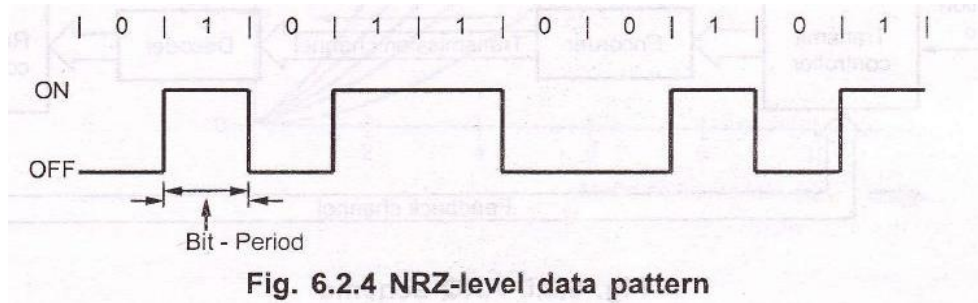 | 0 | 1 | 0 | 1 | 1 | 0 | 0 | 1 | 0 | 1 |
ON
OFF
Bit - Period
Fig. 6.2.4 NRZ-level data pattern